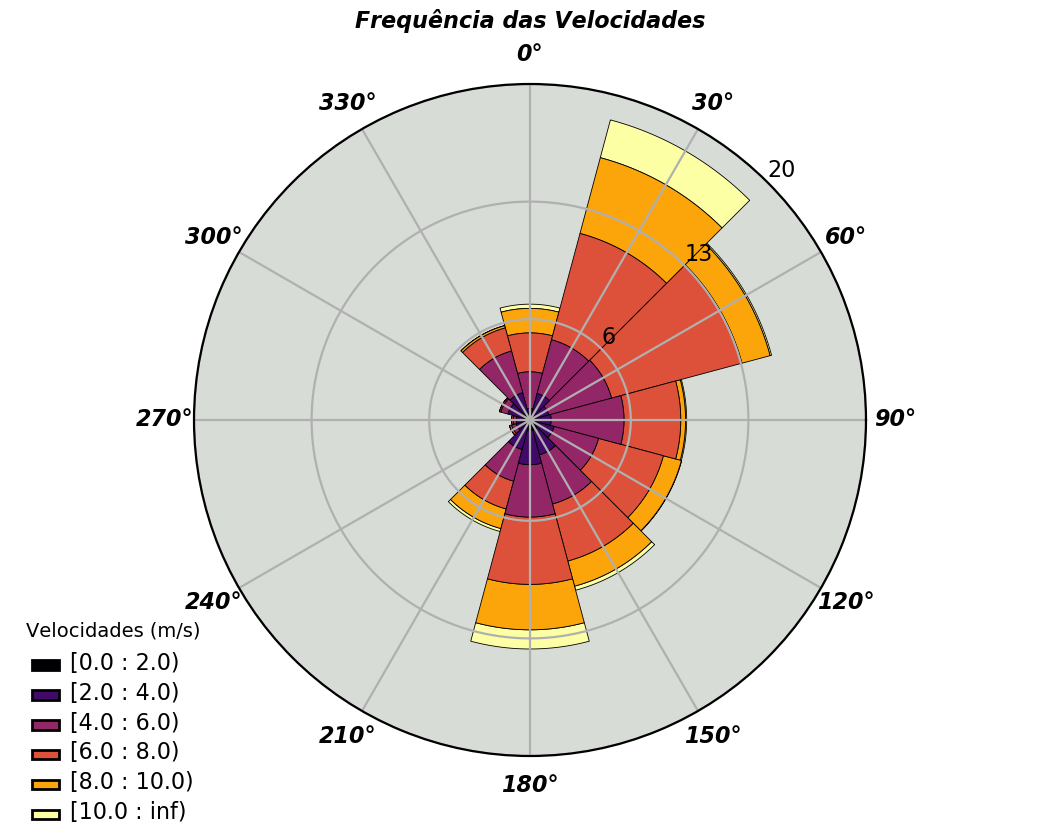 Frequência das Velocidades
0°
330°
30°
20
300°
60°
13
6
270°
90°
240°
120°
210°
150°
180°
Velocidades (m/s)
[0.0 : 2.0)
[2.0 : 4.0)
[4.0 : 6.0)
[6.0 : 8.0)
[8.0 : 10.0)
[10.0 : inf)